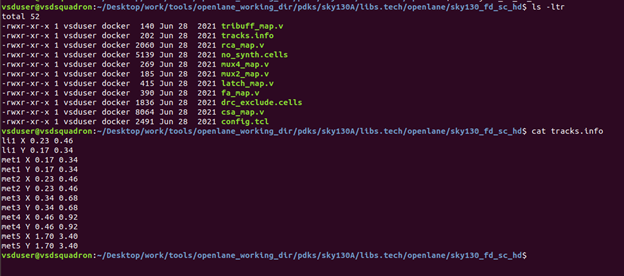 vsduser@vsdsquadron:~/Desktop/work/tools/openlane_working_dir/pdks/sky130A/libs.tech/openlane/sky130_fd_sc_hd$ ls -ltr
total 52
-rwxr-xr-x 1 vsduser docker  140 Jun 28  2021 tribuff_map.v
-rwxr-xr-x 1 vsduser docker  202 Jun 28  2021 tracks.info
-rwxr-xr-x 1 vsduser docker 2060 Jun 28  2021 rca_map.v
-rwxr-xr-x 1 vsduser docker 5139 Jun 28  2021 no_synth.cells
-rwxr-xr-x 1 vsduser docker  269 Jun 28  2021 mux4_map.v
-rwxr-xr-x 1 vsduser docker  185 Jun 28  2021 mux2_map.v
-rwxr-xr-x 1 vsduser docker  415 Jun 28  2021 latch_map.v
-rwxr-xr-x 1 vsduser docker  390 Jun 28  2021 fa_map.v
-rwxr-xr-x 1 vsduser docker 1836 Jun 28  2021 drc_exclude.cells
-rwxr-xr-x 1 vsduser docker 8064 Jun 28  2021 csa_map.v
-rwxr-xr-x 1 vsduser docker 2491 Jun 28  2021 config.tcl
vsduser@vsdsquadron:~/Desktop/work/tools/openlane_working_dir/pdks/sky130A/libs.tech/openlane/sky130_fd_sc_hd$ cat tracks.info
li1 X 0.23 0.46
li1 Y 0.17 0.34
met1 X 0.17 0.34
met1 Y 0.17 0.34
met2 X 0.23 0.46
met2 Y 0.23 0.46
met3 X 0.34 0.68
met3 Y 0.34 0.68
met4 X 0.46 0.92
met4 Y 0.46 0.92
met5 X 1.70 3.40
met5 Y 1.70 3.40
vsduser@vsdsquadron:~/Desktop/work/tools/openlane_working_dir/pdks/sky130A/libs.tech/openlane/sky130_fd_sc_hd$